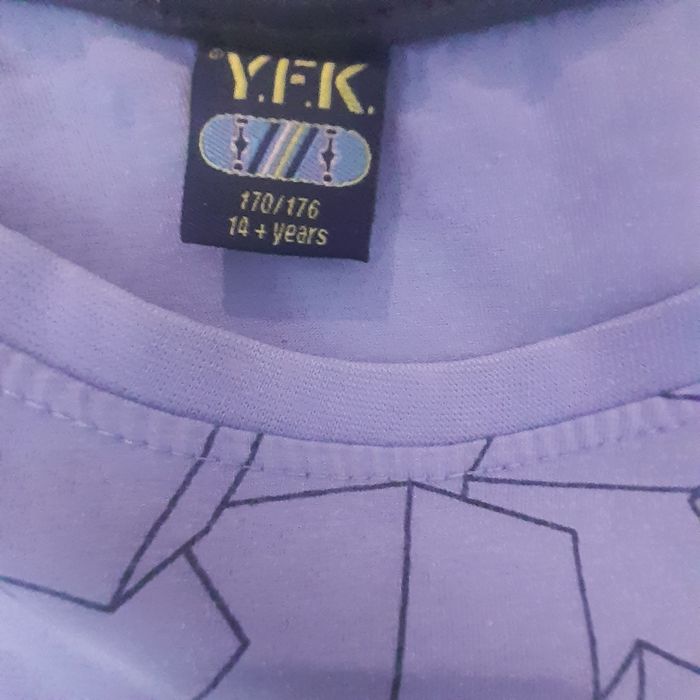 Y.F.K.
170/176
14 + years